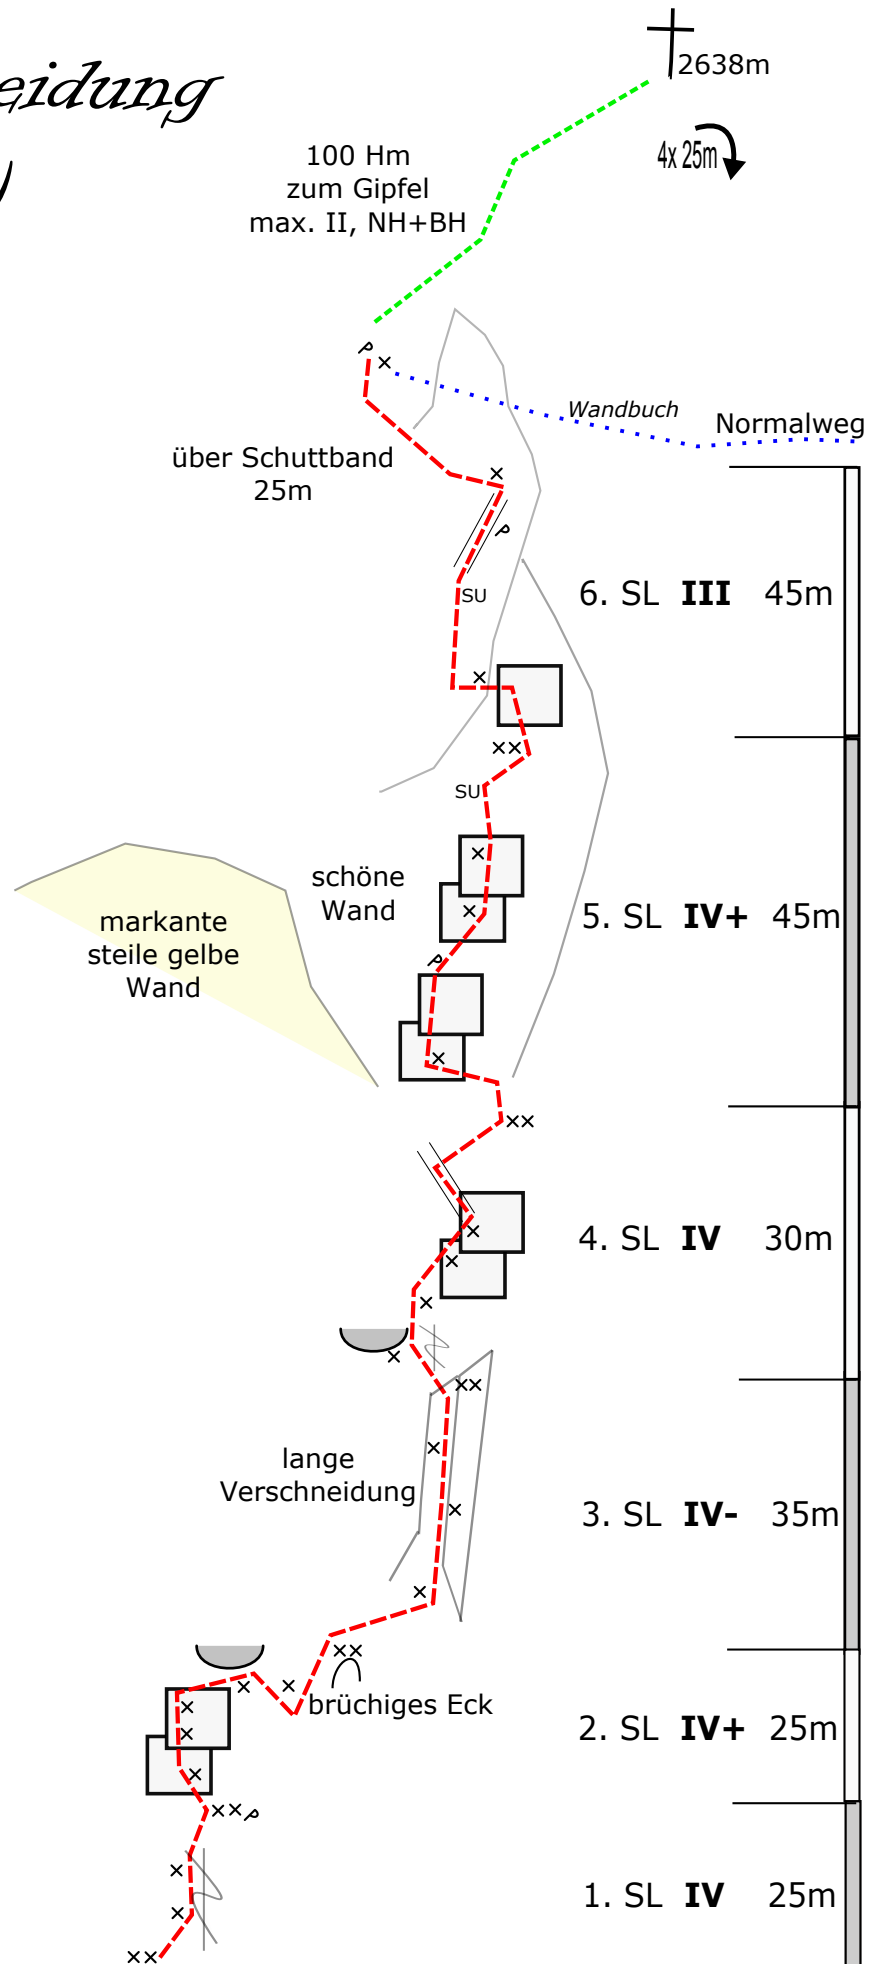 2638m
4x 25m
100 Hm
zum Gipfel
max. II, NH+BH
Wandbuch
Normalweg
über Schuttband
25m
6. SL III 45m
SU
SU
schöne
Wand
5. SL IV+ 45m
markante
steile gelbe
Wand
4. SL IV 30m
lange
Verschneidung
3. SL IV- 35m
brüchiges Eck
2. SL IV+ 25m
1. SL IV 25m